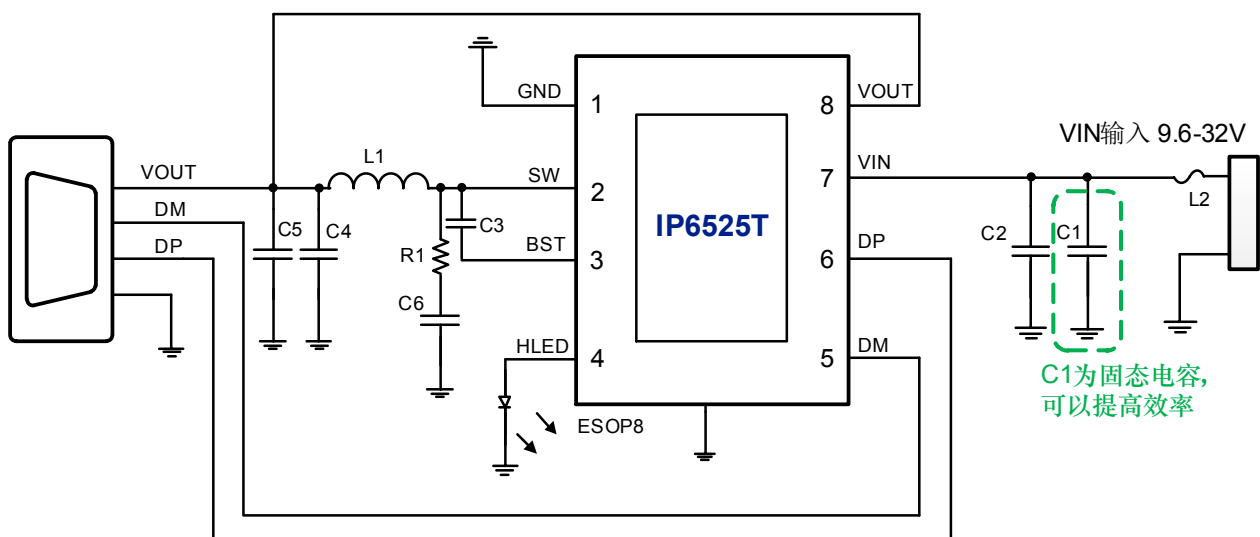 GND
1
8
VOUT
VIN输入 9.6-32V
VOUT
L1
SW
2
7
VIN
DM
C5
C4
C3
IP6525T
L2
DP
R1
BST
3
6
DP
C2
C1
C6
HLED
4
5
DM
C1为固态电容,
可以提高效率
ESOP8